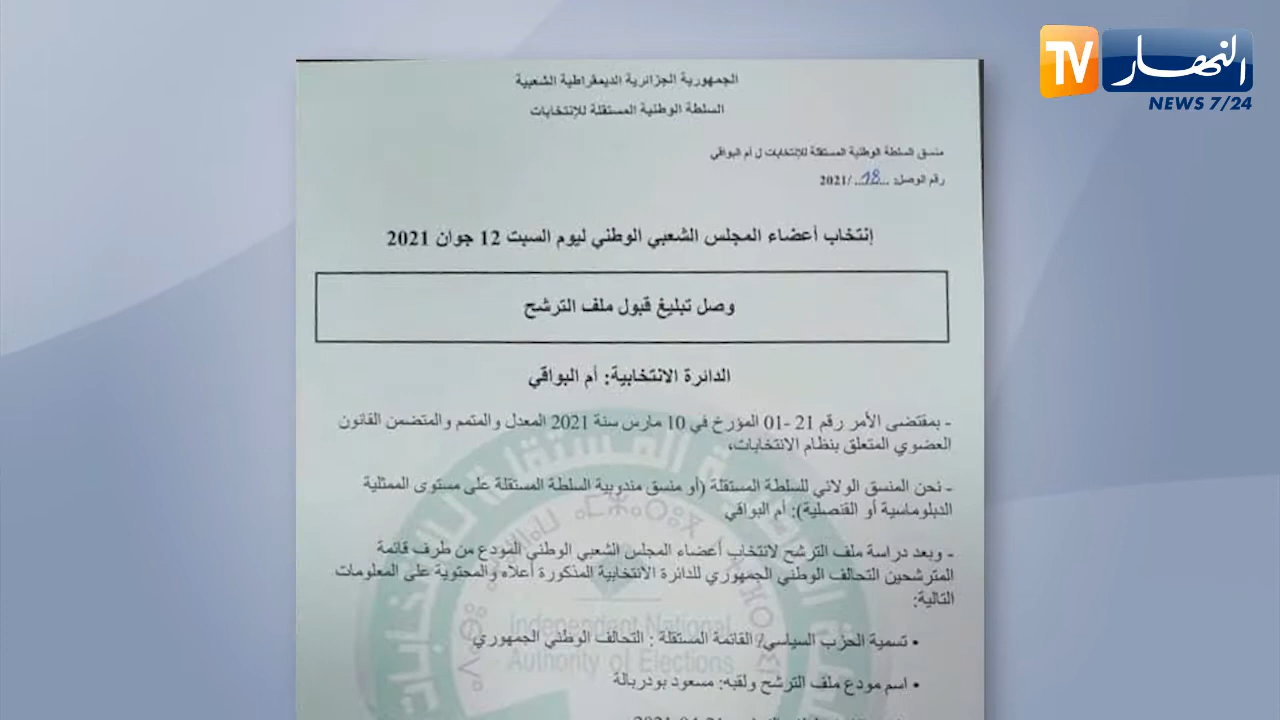 TV النهار
NEWS 7/24
الجمهورية الجزائرية الديمقراطية الشعبية
السلطة الوطنية المستقلة للإنتخابات
منسق السلطة الوطنية المستقلة للإنتخابات ل أم البواقي
رقم الوصل: ...18.../2021
إنتخاب أعضاء المجلس الشعبي الوطني ليوم السبت 12 جوان 2021
وصل تبليغ قبول ملف الترشح
الدائرة الانتخابية: أم البواقي
- بمقتضى الأمر رقم 21 -01 المؤرخ في 10 مارس سنة 2021 المعدل والمتمم والمتضمن القانون
العضوي المتعلق بنظام الانتخابات،
- نحن المنسق الولائي للسلطة المستقلة (أو منسق مندوبية السلطة المستقلة على مستوى الممثلية
الدبلوماسية أو القنصلية): أم البواقي
- وبعد دراسة ملف الترشح لانتخاب أعضاء المجلس الشعبي الوطني المودع من طرف قائمة
المترشحين التحالف الوطني الجمهوري للدائرة الانتخابية المذكورة أعلاه والمحتوية على المعلومات
التالية:
• تسمية الحزب السياسي/ القائمة المستقلة : التحالف الوطني الجمهوري
• اسم مودع ملف الترشح ولقبه: مسعود بودربالة
Independent National
Authority of Elections